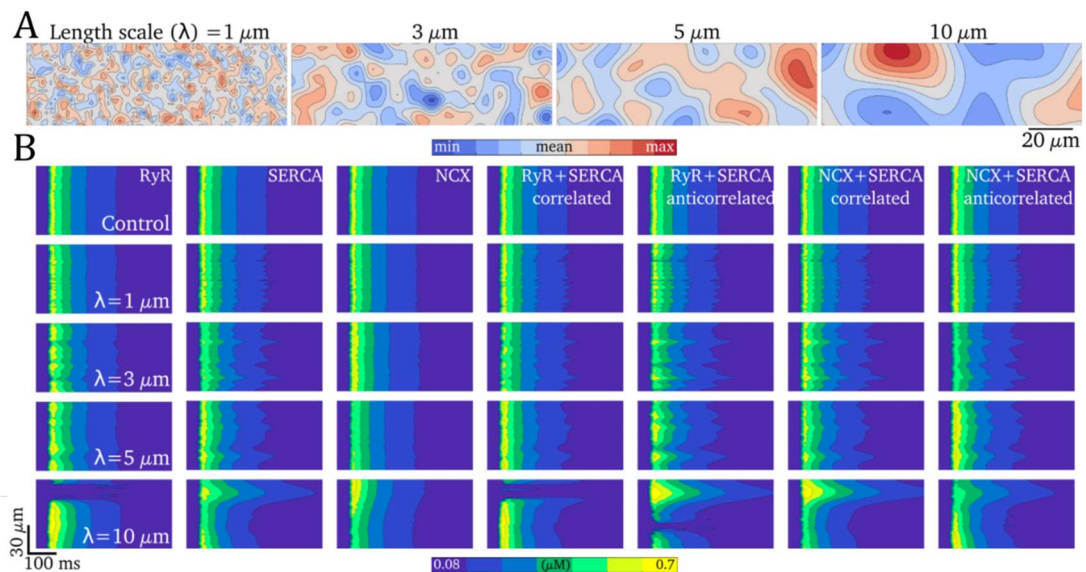 A
Length scale (λ) =1 μm
3 μm
5 μm
10 μm
20 μm
min mean max
B
RyR
Control
SERCA
NCX
RyR+SERCA
correlated
RyR+SERCA
anticorrelated
NCX+SERCA
correlated
NCX+SERCA
anticorrelated
λ=1 μm
λ=3 μm
λ=5 μm
λ=10 μm
30 μm
100 ms
0.08 (μM) 0.7